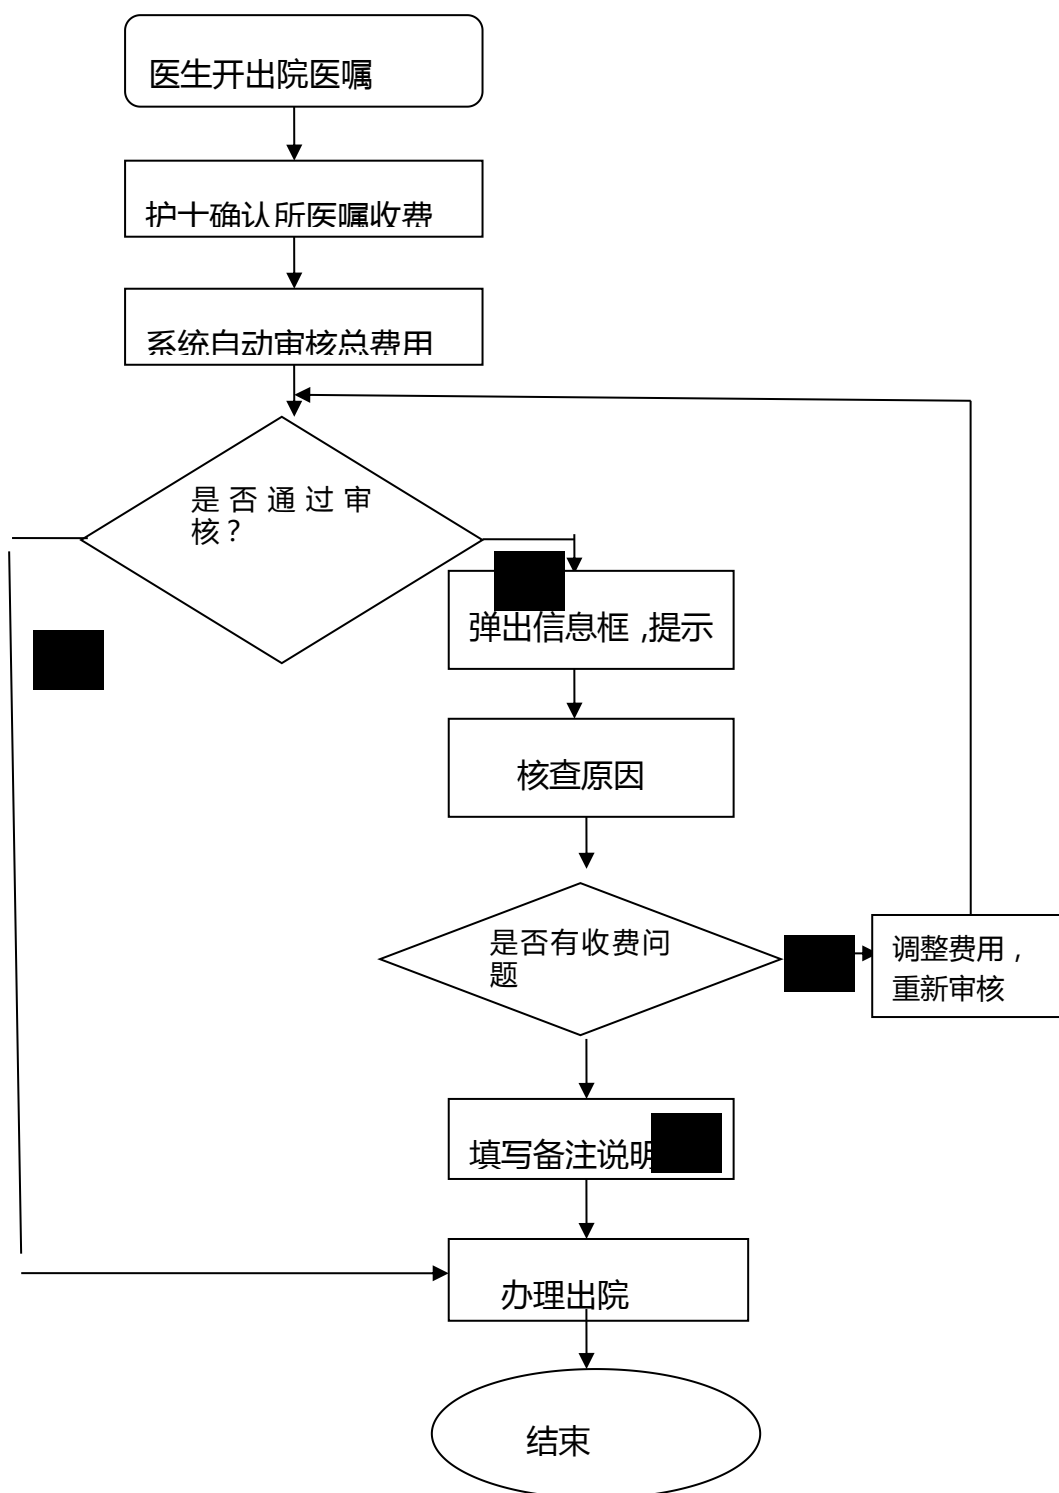 医生开出院医嘱
护士确认所医嘱收费
系统自动审核总费用
是否通过审
核？
弹出信息框,提示
核查原因
是否有收费问
题
调整费用，
重新审核
填写备注说明
办理出院
结束